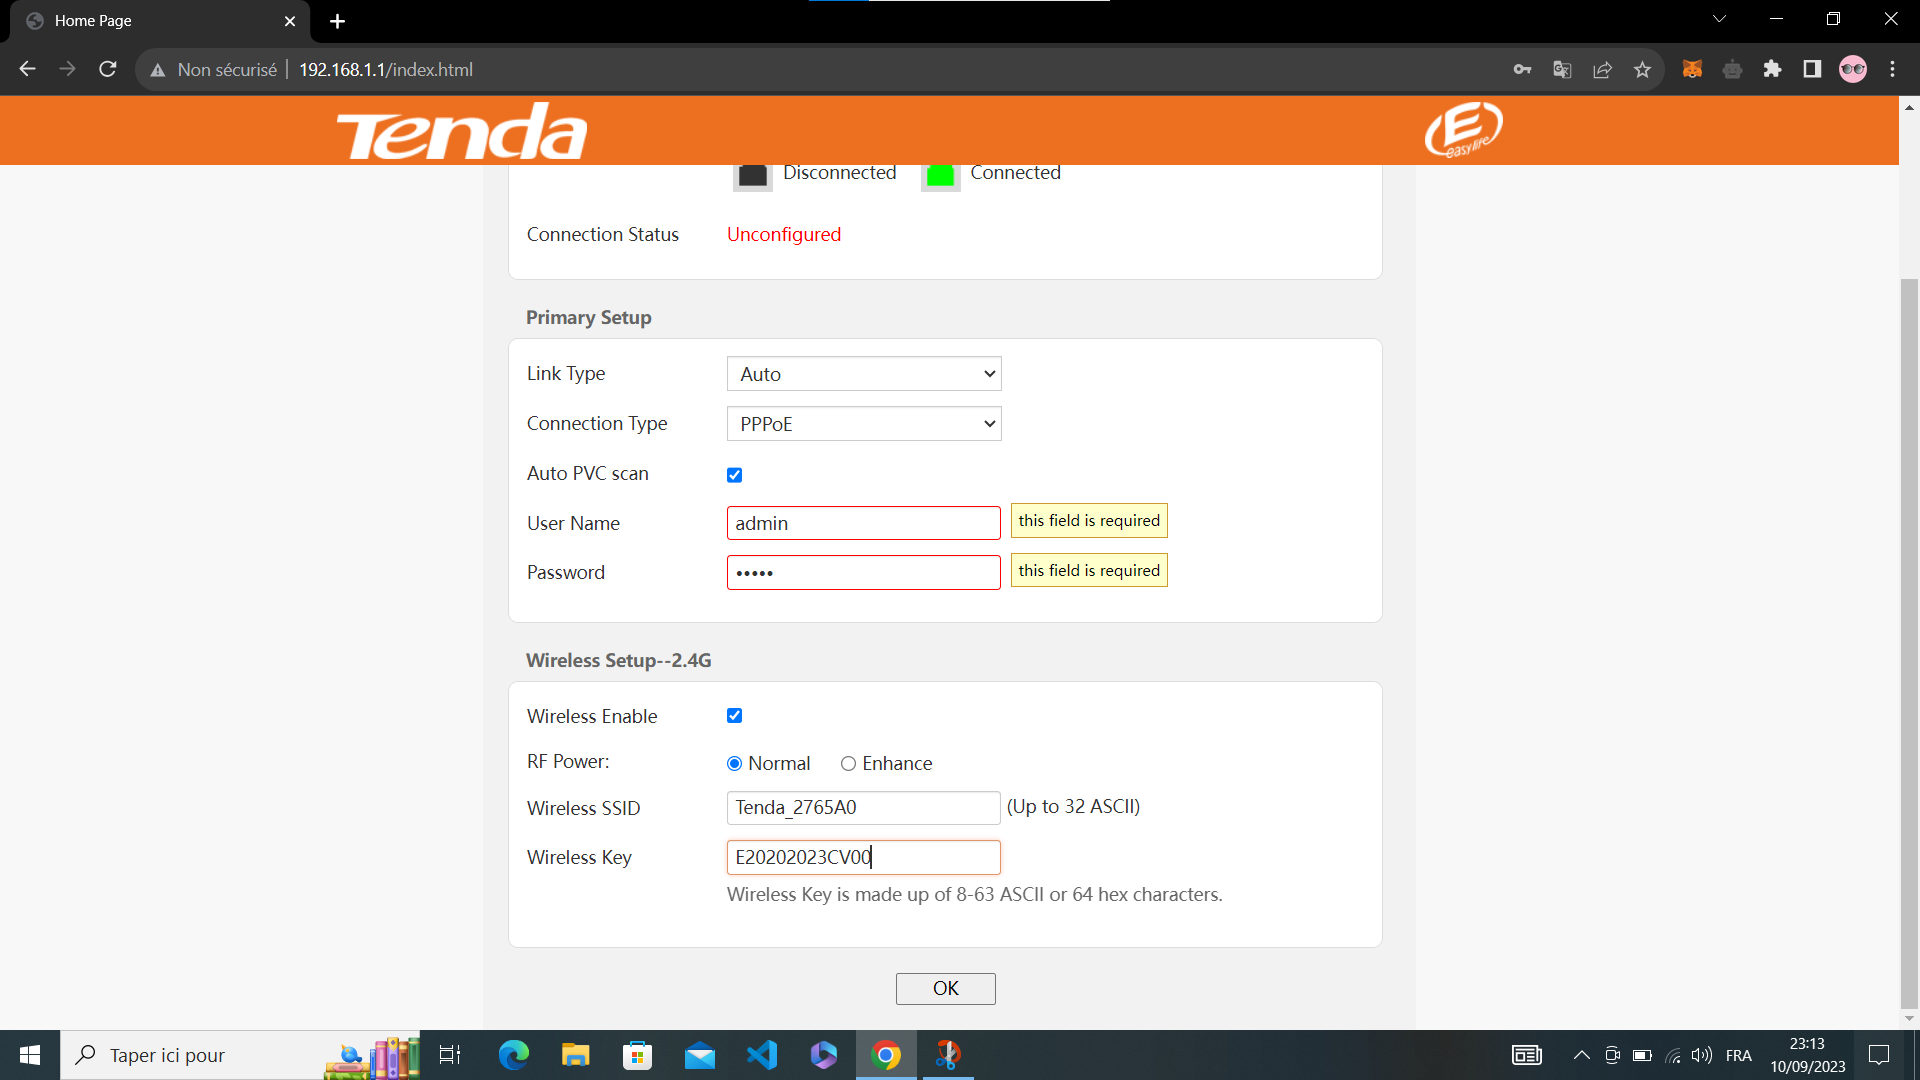 Home Page
Non sécurisé | 192.168.1.1/index.html
Tenda
E easy life
Disconnected Connected
Connection Status Unconfigured
Primary Setup
Link Type Auto
Connection Type PPPoE
Auto PVC scan
User Name admin this field is required
Password ••••• this field is required
Wireless Setup--2.4G
Wireless Enable
RF Power: Normal Enhance
Wireless SSID Tenda_2765A0 (Up to 32 ASCII)
Wireless Key E20202023CV00
Wireless Key is made up of 8-63 ASCII or 64 hex characters.
OK
Taper ici pour
FRA
23:13
10/09/2023